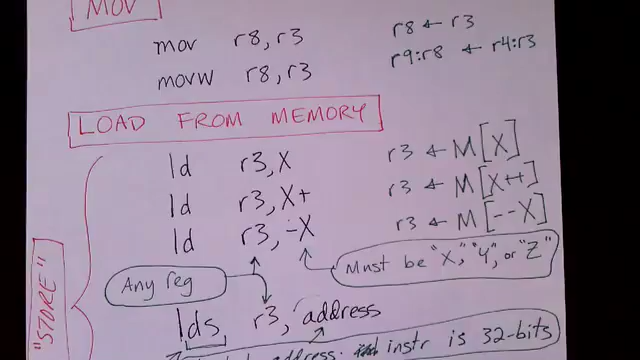 MOV
mov r8, r3 r8 ← r3
movw r8, r3 r9:r8 ← r4:r3
LOAD FROM MEMORY
ld r3, X r3 ← M[X]
ld r3, X+ r3 ← M[X++]
ld r3, -X r3 ← M[--X]
Must be "X," "Y", or "Z"
Any reg
"STORE"
lds r3, address
address. instr is 32-bits